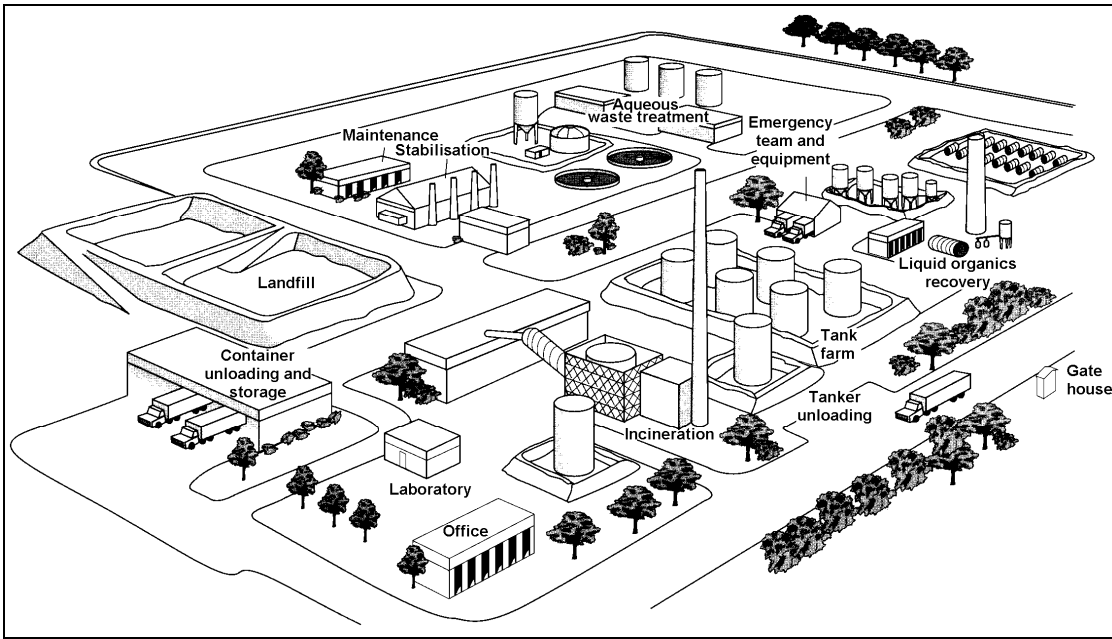 Aqueous
waste treatment
Maintenance
Stabilisation
Emergency
team and
equipment
Landfill
Liquid organics
recovery
Container
unloading and
storage
Tank
farm
Gate
house
Tanker
unloading
Incineration
Laboratory
Office